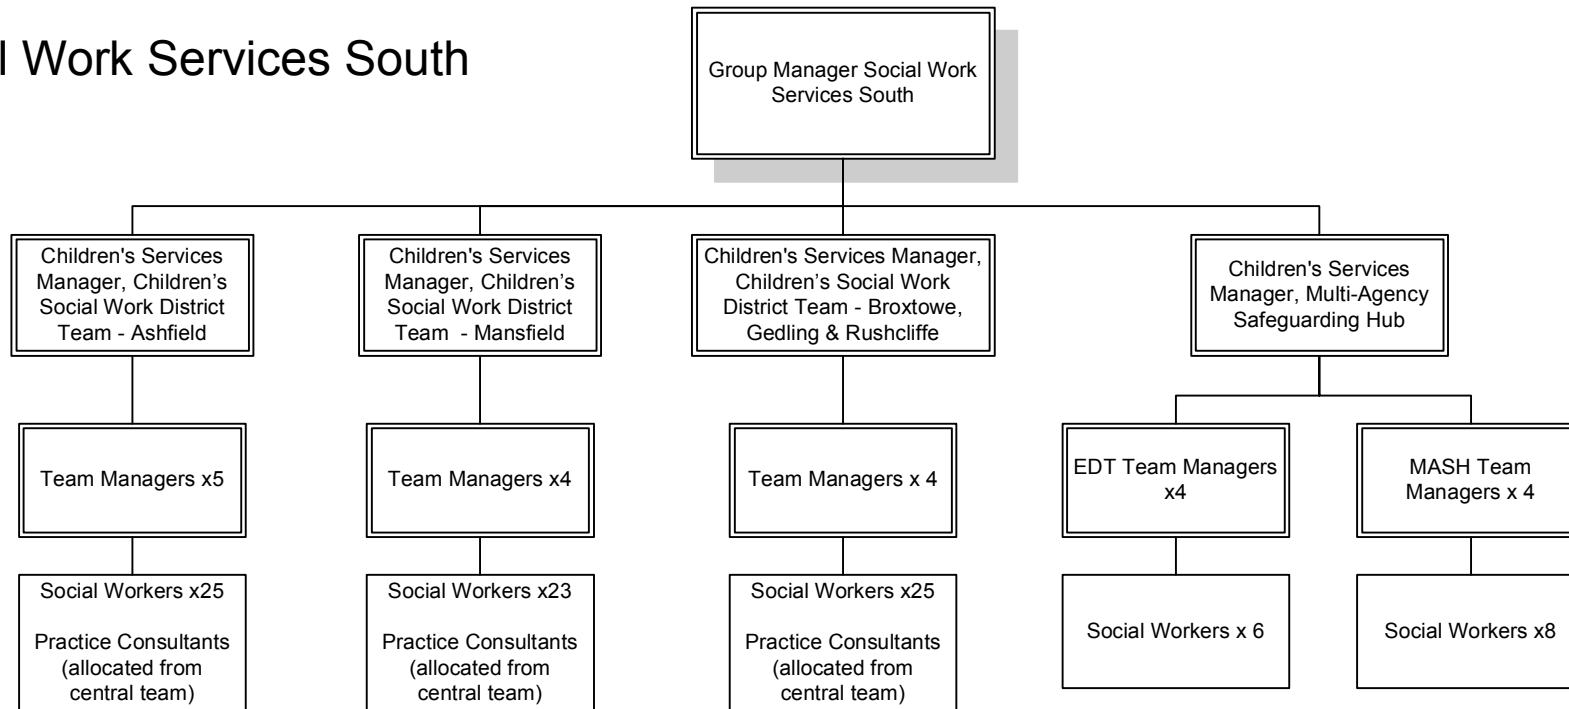 l Work Services South
Group Manager Social Work
Services South
Children's Services
Manager, Children’s
Social Work District
Team - Ashfield
Children's Services
Manager, Children’s
Social Work District
Team  - Mansfield
Children's Services Manager,
Children’s Social Work
District Team - Broxtowe,
Gedling & Rushcliffe
Children's Services
Manager, Multi-Agency
Safeguarding Hub
Team Managers x5
Team Managers x4
Team Managers x 4
EDT Team Managers
x4
MASH Team
Managers x 4
Social Workers x25
Practice Consultants
(allocated from
central team)
Social Workers x23
Practice Consultants
(allocated from
central team)
Social Workers x25
Practice Consultants
(allocated from
central team)
Social Workers x 6
Social Workers x8